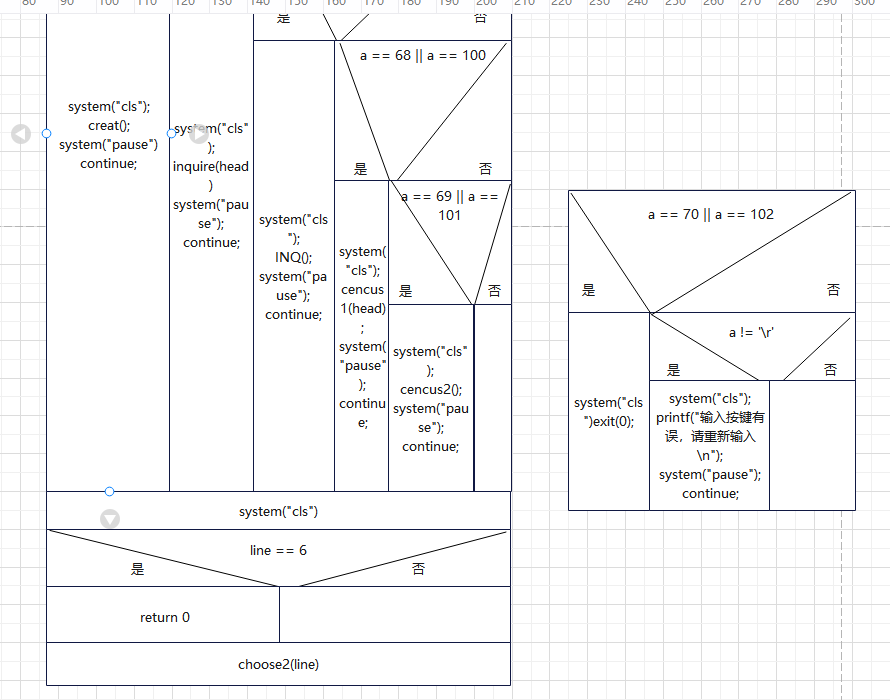 80 90 100 110 120 130 140 150 160 170 180 190 200 210 220 230 240 250 260 270 280 290 300
是
否
a == 68 || a == 100
是
否
system("cls");
creat();
system("pause")
continue;
system("cls"
);
inquire(head
)
system("pau
se");
continue;
system("cls
");
INQ();
system("pa
use");
continue;
a == 69 || a ==
101
是
否
system(
"cls");
cencus
1(head)
;
system(
"pause"
);
continu
e;
system("cls"
);
cencus2();
system("pau
se");
continue;
system("cls")
line == 6
是
否
return 0
choose2(line)
a == 70 || a == 102
是
否
a != '\r'
是
否
system("cls
")exit(0);
system("cls");
printf("输入按键有
误，请重新输入
\n");
system("pause");
continue;